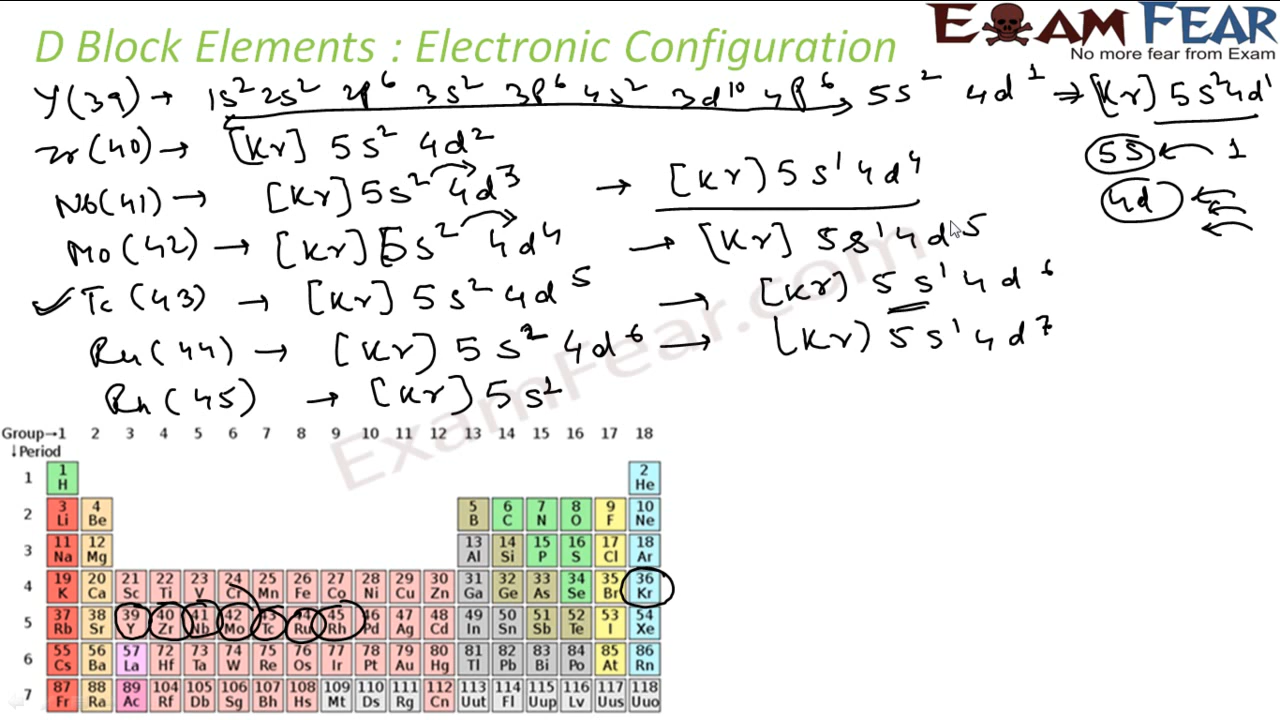 D Block Elements : Electronic Configuration
EXAM FEAR
No more fear from Exam
Y(39) → 1s² 2s² 2p⁶ 3s² 3p⁶ 4s² 3d¹⁰ 4p⁶ 5s² 4d¹ ⇒ [Kr] 5s² 4d¹
Zr(40) → [Kr] 5s² 4d²
5s ← 1
Nb(41) → [Kr] 5s² 4d³ → [Kr) 5s¹ 4d⁴
4d ←
Mo(42) → [Kr] 5s² 4d⁴ → [Kr] 5s¹ 4d⁵
✓ Tc(43) → [Kr) 5s² 4d⁵ → [Kr) 5s¹ 4d⁶
Ru(44) → [Kr) 5s² 4d⁶ → [Kr) 5s¹ 4d⁷
Rh(45) → [Kr] 5s²
ExamFear.com
Group→1 2 3 4 5 6 7 8 9 10 11 12 13 14 15 16 17 18
↓Period
1 2
1 H He
3 4 5 6 7 8 9 10
2 Li Be B C N O F Ne
11 12 13 14 15 16 17 18
3 Na Mg Al Si P S Cl Ar
19 20 21 22 23 24 25 26 27 28 29 30 31 32 33 34 35 36
4 K Ca Sc Ti V Cr Mn Fe Co Ni Cu Zn Ga Ge As Se Br Kr
37 38 39 40 41 42 43 44 45 46 47 48 49 50 51 52 53 54
5 Rb Sr Y Zr Nb Mo Tc Ru Rh Pd Ag Cd In Sn Sb Te I Xe
55 56 57 72 73 74 75 76 77 78 79 80 81 82 83 84 85 86
6 Cs Ba La Hf Ta W Re Os Ir Pt Au Hg Tl Pb Bi Po At Rn
87 88 89 104 105 106 107 108 109 110 111 112 113 114 115 116 117 118
7 Fr Ra Ac Rf Db Sg Bh Hs Mt Ds Rg Cn Uut Fl Uup Lv Uus Uuo